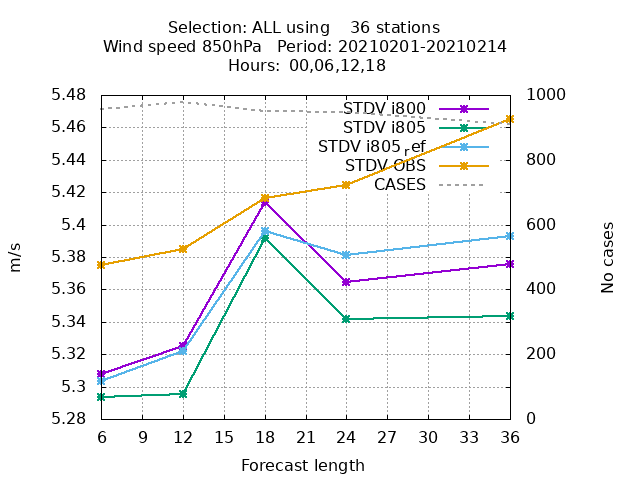 Selection: ALL using    36 stations
Wind speed 850hPa   Period: 20210201-20210214
Hours:  00,06,12,18
5.48
5.46
5.44
5.42
5.4
5.38
5.36
5.34
5.32
5.3
5.28
m/s
STDV i800
STDV i805
STDV i805ref
STDV OBS
CASES
1000
800
600
400
200
0
No cases
6 9 12 15 18 21 24 27 30 33 36
Forecast length